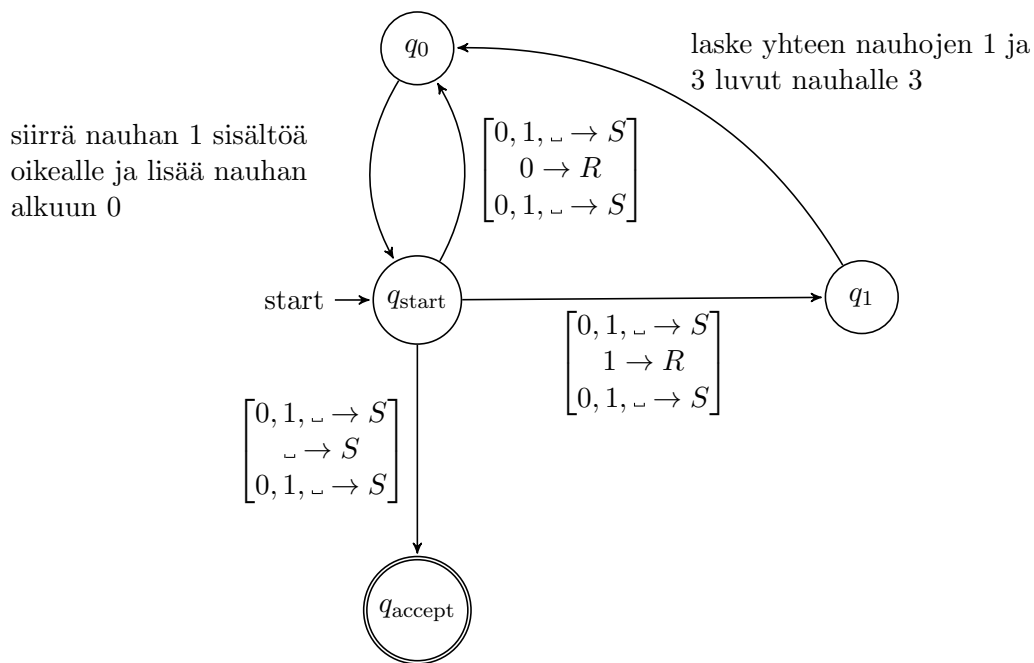 q0
laske yhteen nauhojen 1 ja
3 luvut nauhalle 3
siirrä nauhan 1 sisältöä
oikealle ja lisää nauhan
alkuun 0
0, 1, ␣ → S
0 → R
0, 1, ␣ → S
start
qstart
q1
0, 1, ␣ → S
1 → R
0, 1, ␣ → S
0, 1, ␣ → S
␣ → S
0, 1, ␣ → S
qaccept